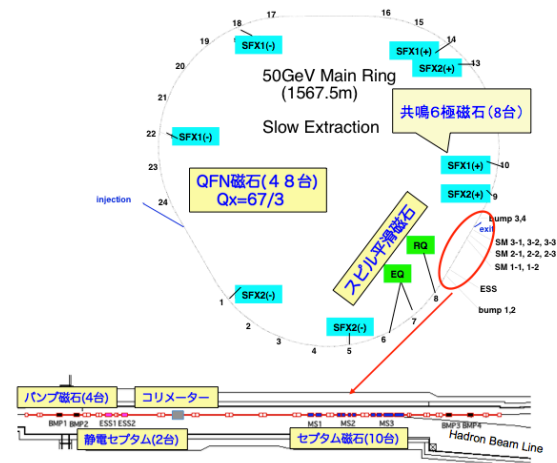 18
17
16
15
14
13
19
20
21
22
23
24
10
9
8
7
6
5
4
3
2
1
SFX1(-)
SFX1(+)
SFX2(+)
50GeV Main Ring
(1567.5m)
Slow Extraction
共鳴6極磁石(8台)
SFX1(-)
SFX1(+)
SFX2(+)
QFN磁石(48台)
Qx=67/3
injection
スピル平滑磁石
bump 3,4
exit
SM 3-1, 3-2, 3-3
SM 2-1, 2-2, 2-3
SM 1-1, 1-2
ESS
bump 1,2
RQ
EQ
SFX2(-)
SFX2(-)
バンプ磁石(4台)
コリメーター
BMP1
BMP2
ESS1
ESS2
MS1
MS2
MS3
BMP3
BMP4
静電セプタム(2台)
セプタム磁石(10台)
Hadron Beam Line